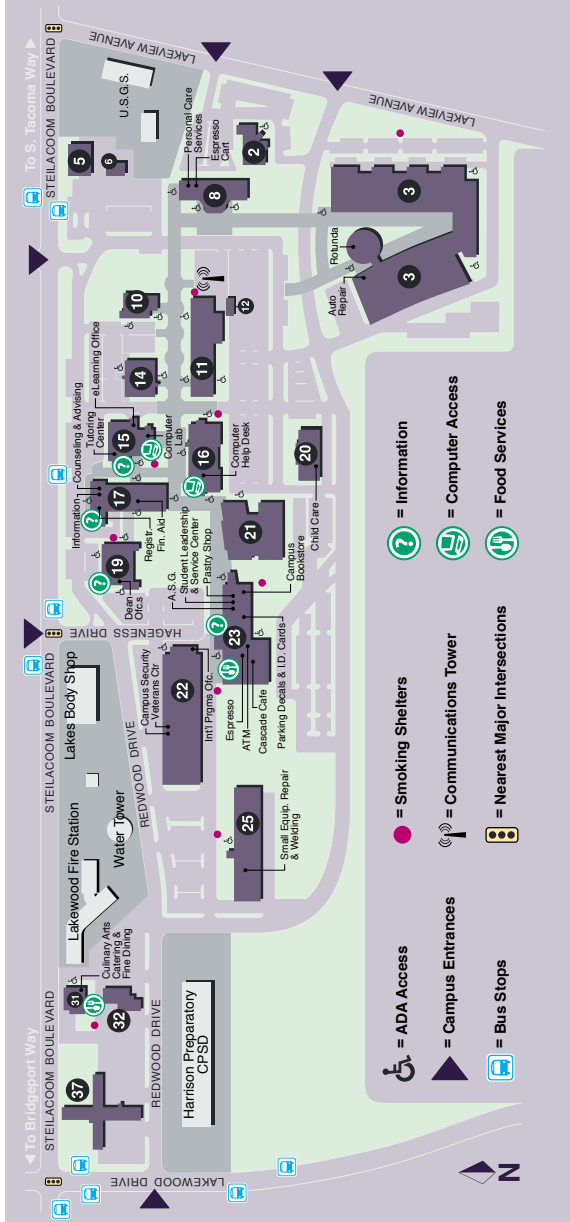 ◄ To Bridgeport Way
To S. Tacoma Way ►
STEILACOOM BOULEVARD
STEILACOOM BOULEVARD
STEILACOOM BOULEVARD
LAKEVIEW AVENUE
LAKEVIEW AVENUE
LAKEWOOD DRIVE
REDWOOD DRIVE
REDWOOD DRIVE
HAGENESS DRIVE
37
31
Culinary Arts
Catering &
Fine Dining
32
Harrison Preparatory
CPSD
Lakewood Fire Station
Water Tower
Lakes Body Shop
22
Campus Security
Veterans Ctr
Int'l Prgms Ofc.
25
Small Equip. Repair
& Welding
19
Dean
Ofc.s
17
Information
Counseling & Advising
Registr.
Fin. Aid
15
Tutoring
Center
eLearning Office
Computer
Lab
14
10
5
6
U.S.G.S.
23
A.S.G.
Student Leadership
& Service Center
Pastry Shop
Espresso
ATM
Cascade Cafe
Parking Decals & I.D. Cards
Campus
Bookstore
21
16
Computer
Help Desk
11
12
8
Personal Care
Services
Espresso
Cart
2
20
Child Care
3
3
Rotunda
Auto
Repair
N
= ADA Access
= Campus Entrances
= Bus Stops
= Smoking Shelters
= Communications Tower
= Nearest Major Intersections
? = Information
= Computer Access
= Food Services